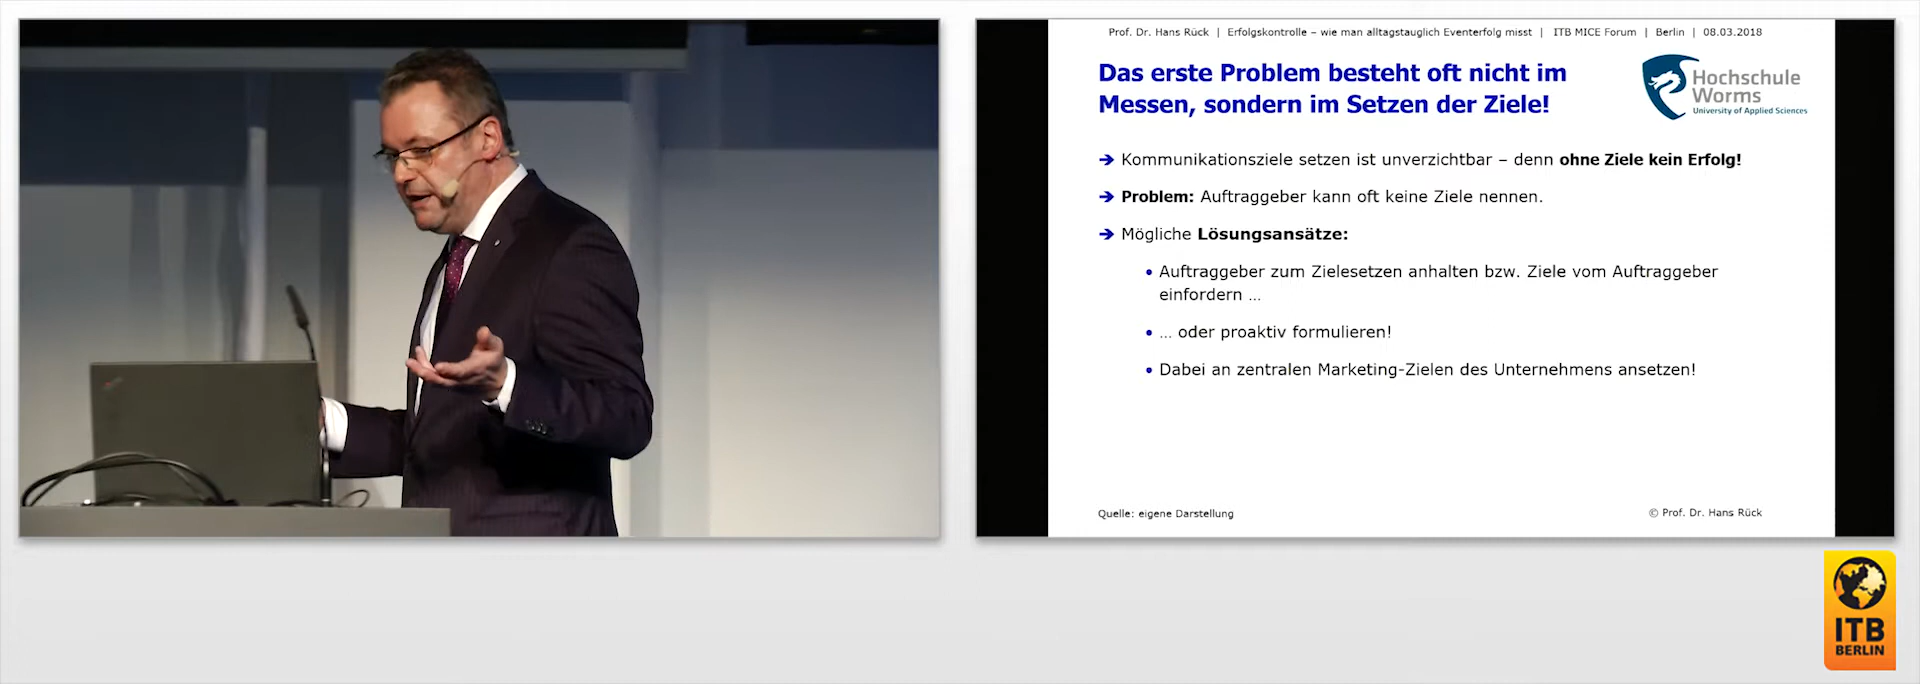 Prof. Dr. Hans Rück | Erfolgskontrolle – wie man alltagstauglich Eventerfolg misst | ITB MICE Forum | Berlin | 08.03.2018
Das erste Problem besteht oft nicht im
Messen, sondern im Setzen der Ziele!
Hochschule
Worms
University of Applied Sciences
➔ Kommunikationsziele setzen ist unverzichtbar – denn ohne Ziele kein Erfolg!
➔ Problem: Auftraggeber kann oft keine Ziele nennen.
➔ Mögliche Lösungsansätze:
• Auftraggeber zum Zielesetzen anhalten bzw. Ziele vom Auftraggeber
einfordern ...
• ... oder proaktiv formulieren!
• Dabei an zentralen Marketing-Zielen des Unternehmens ansetzen!
Quelle: eigene Darstellung
© Prof. Dr. Hans Rück
ITB
BERLIN